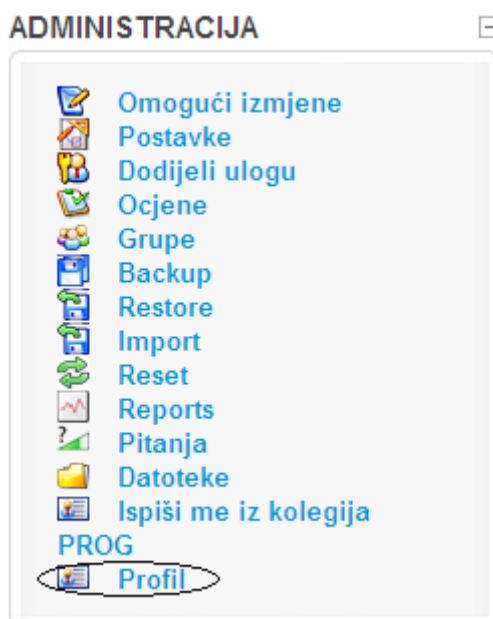 ADMINISTRACIJA
Omogući izmjene
Postavke
Dodijeli ulogu
Ocjene
Grupe
Backup
Restore
Import
Reset
Reports
Pitanja
Datoteke
Ispiši me iz kolegija
PROG
Profil